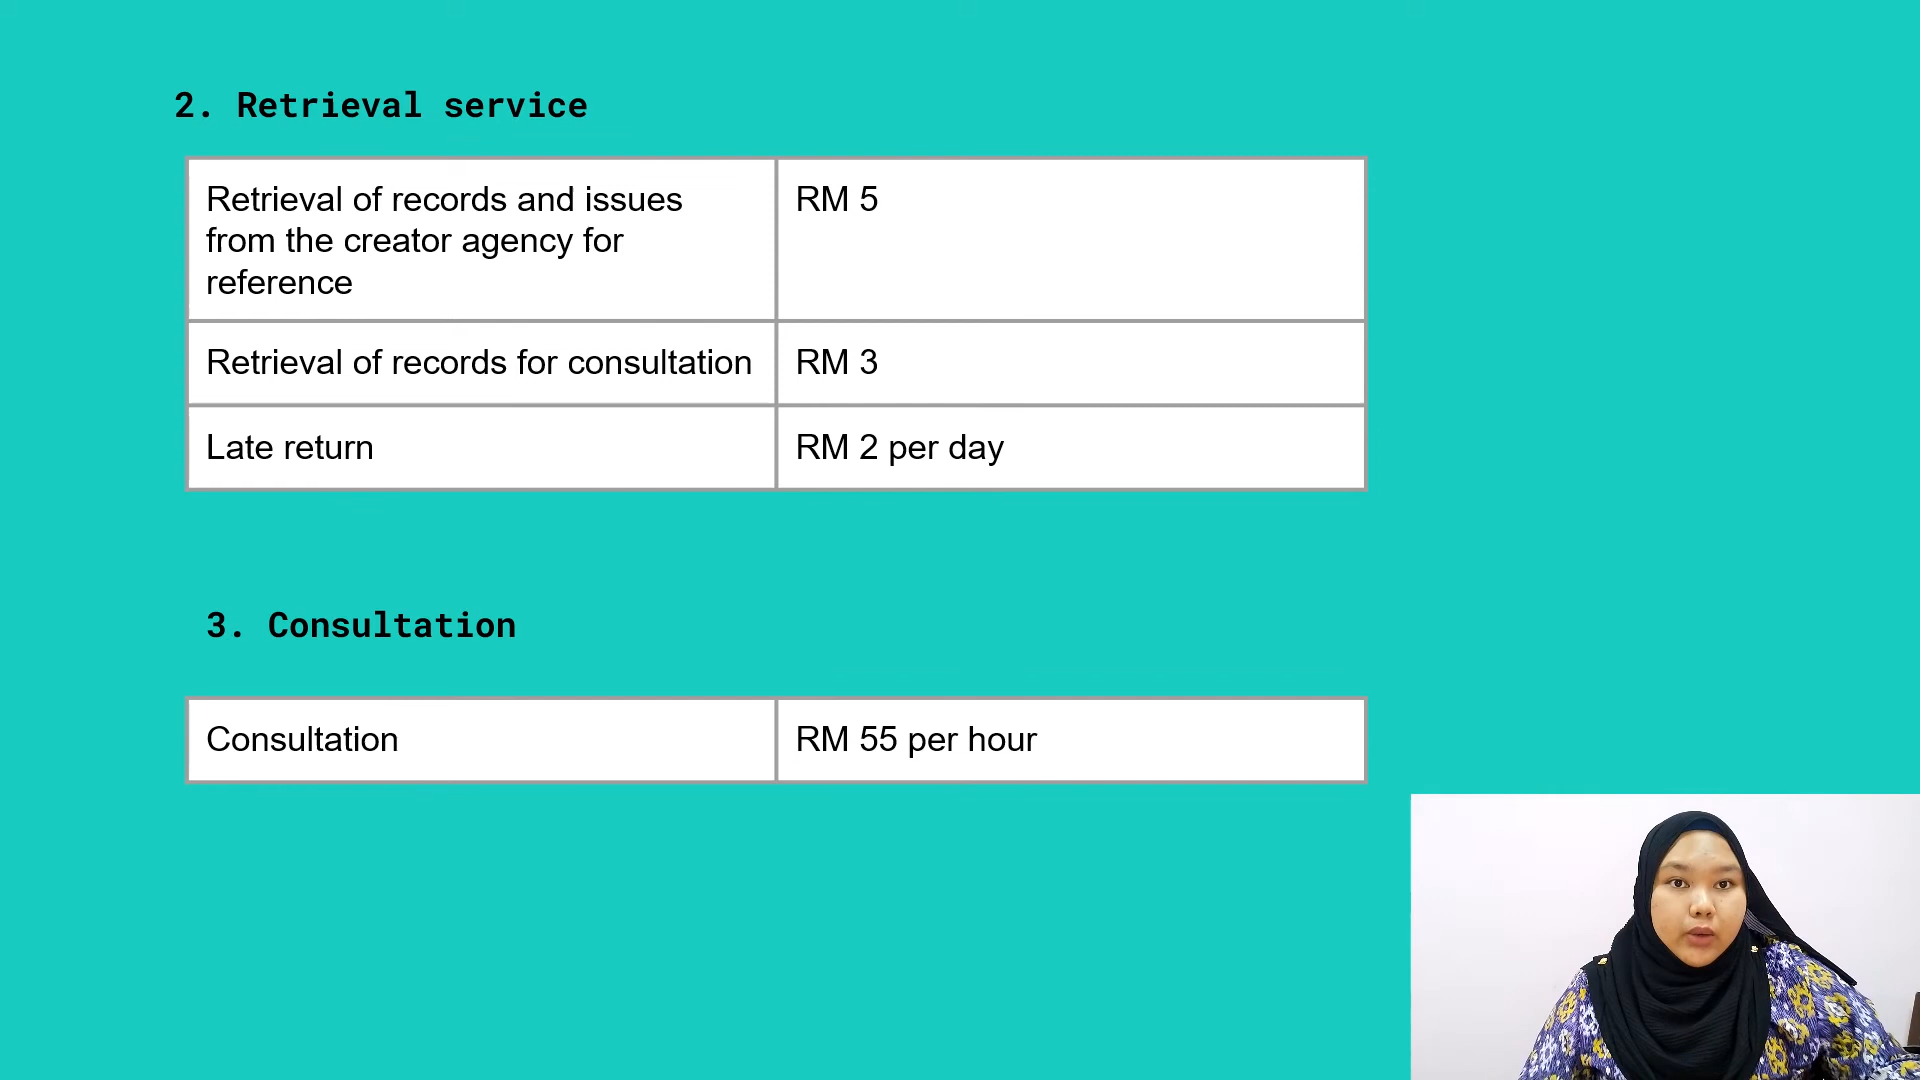 2. Retrieval service
Retrieval of records and issues
from the creator agency for
reference
RM 5
Retrieval of records for consultation
RM 3
Late return
RM 2 per day
3. Consultation
Consultation
RM 55 per hour